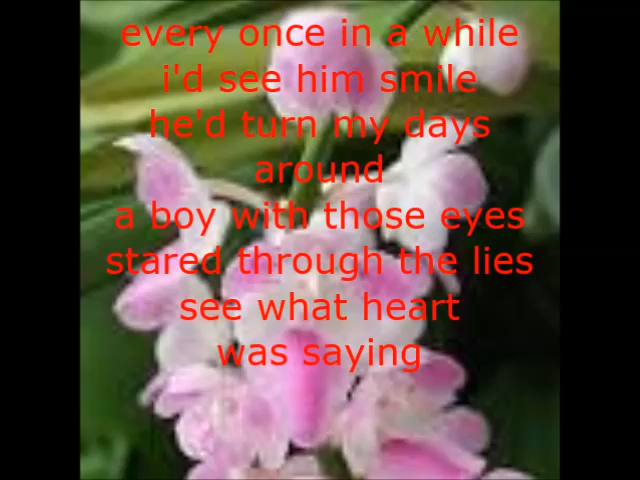 every once in a while
i'd see him smile
he'd turn my days
around
a boy with those eyes
stared through the lies
see what heart
was saying